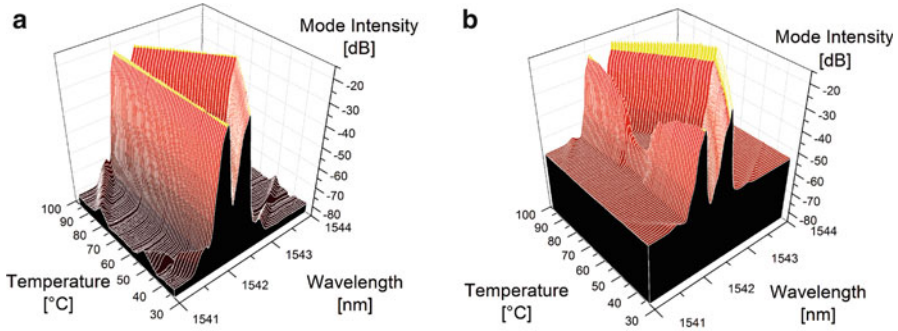 a
Mode Intensity
[dB]
-20
-30
-40
-50
-60
-70
-80
1544
1543
1542
1541
100
90
80
70
60
50
40
30
Temperature
[°C]
Wavelength
[nm]
b
Mode Intensity
[dB]
-20
-30
-40
-50
-60
-70
-80
1544
1543
1542
1541
100
90
80
70
60
50
40
30
Temperature
[°C]
Wavelength
[nm]